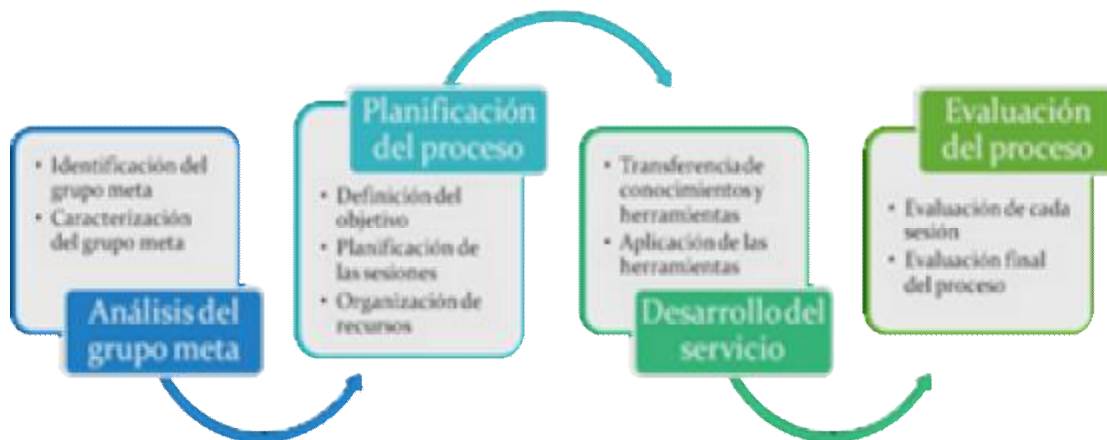 • Identificación del
grupo meta
• Caracterización
del grupo meta
Análisis del
grupo meta
Planificación
del proceso
• Definición del
objetivo
• Planificación de
las sesiones
• Organización de
recursos
• Transferencia de
conocimientos y
herramientas
• Aplicación de las
herramientas
Desarrollo del
servicio
Evaluación
del proceso
• Evaluación de cada
sesión
• Evaluación final
del proceso